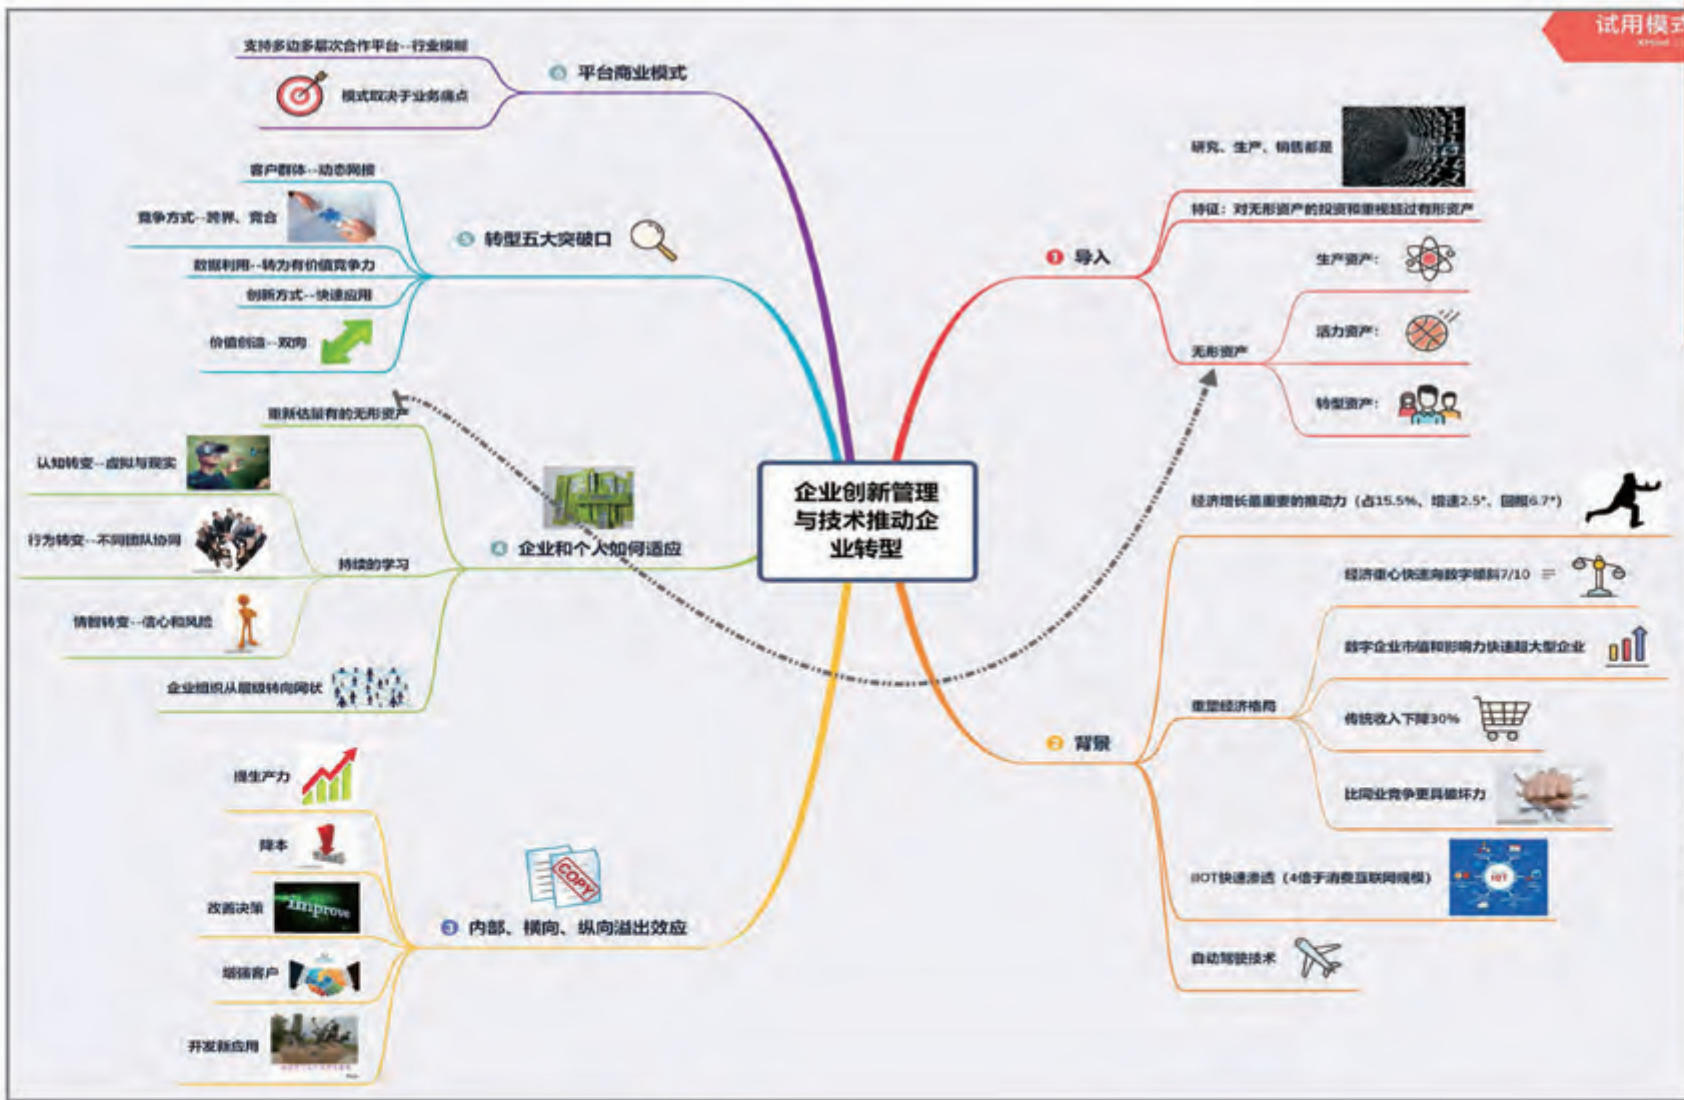 试用模式
XMind
企业创新管理
与技术推动企
业转型
1 导入
研究、生产、销售都是
特征：对无形资产的投资和重视超过有形资产
无形资产
生产资产：
活力资产：
转型资产：
2 背景
经济增长最重要的推动力（占15.5%、增速2.5*、回报6.7*）
重塑经济格局
经济重心快速向数字倾斜7/10
数字企业市值和影响力快速超大型企业
传统收入下降30%
比同业竞争更具破坏力
IIOT快速渗透（4倍于消费互联网规模）
IIOT
自动驾驶技术
3 内部、横向、纵向溢出效应
COPY
提生产力
降本
改善决策
improve
增强客户
开发新应用
4 企业和个人如何适应
重新估量有的无形资产
持续的学习
认知转变--虚拟与现实
行为转变--不同团队协同
情智转变--信心和风险
企业组织从层级转向网状
5 转型五大突破口
客户群体--动态网接
竞争方式--跨界、竞合
数据利用--转为有价值竞争力
创新方式--快速应用
价值创造--双向
6 平台商业模式
支持多边多层次合作平台--行业模糊
模式取决于业务痛点